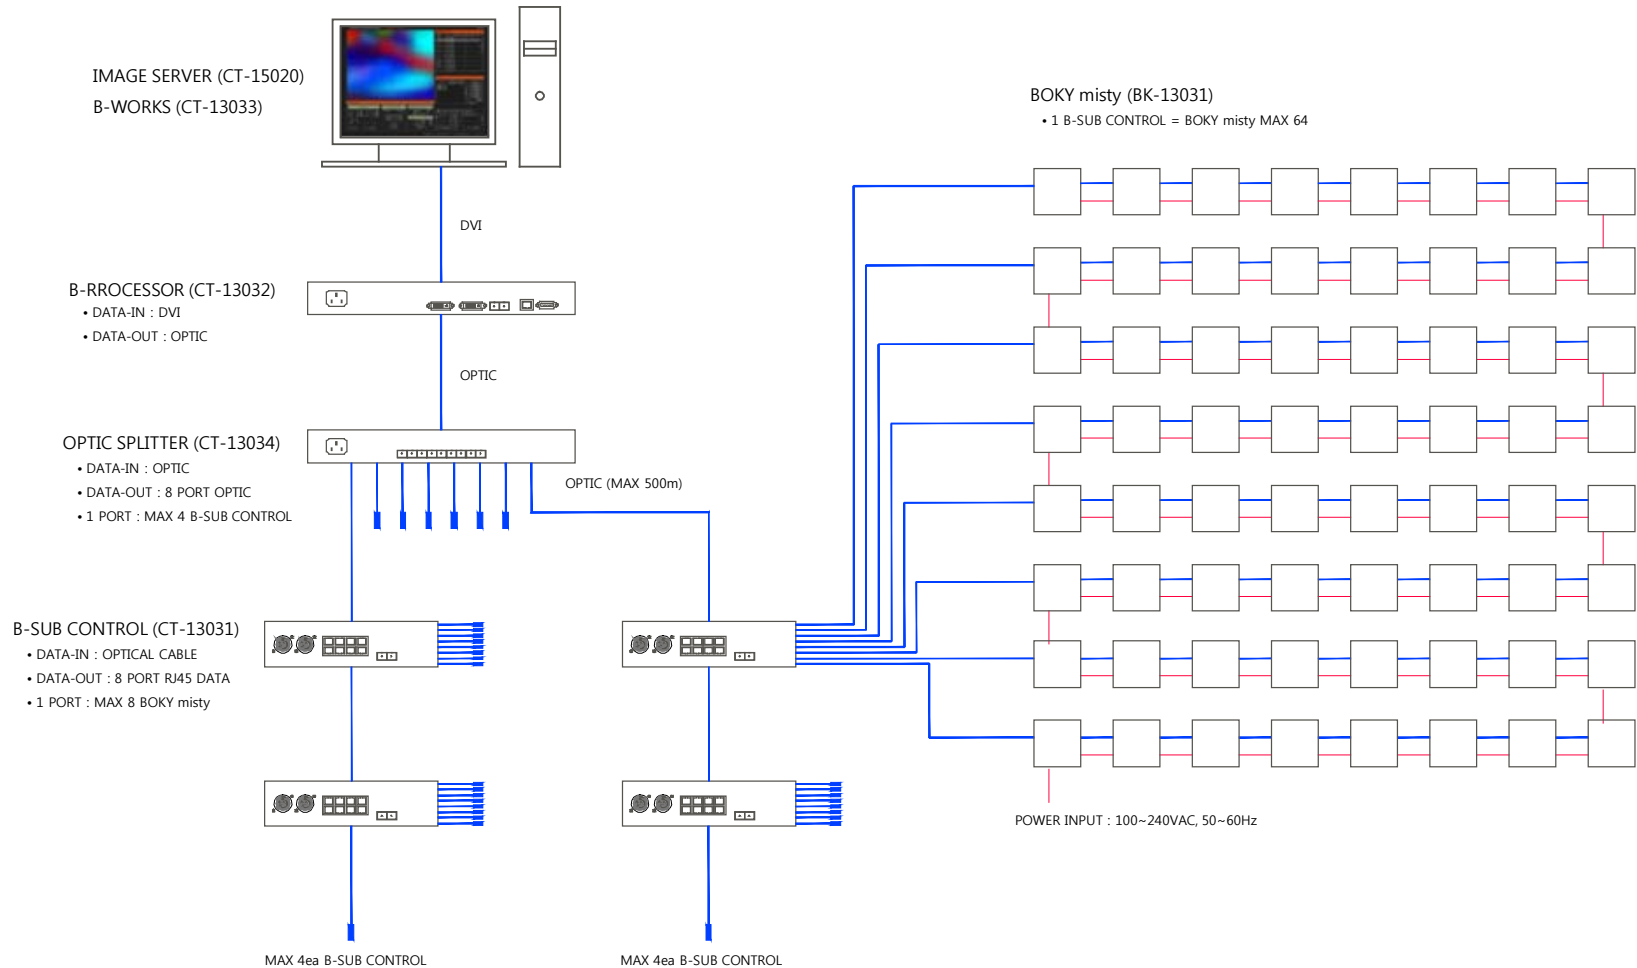 IMAGE SERVER (CT-15020)
B-WORKS (CT-13033)
DVI
B-RROCESSOR (CT-13032)
• DATA-IN : DVI
• DATA-OUT : OPTIC
OPTIC
OPTIC SPLITTER (CT-13034)
• DATA-IN : OPTIC
• DATA-OUT : 8 PORT OPTIC
• 1 PORT : MAX 4 B-SUB CONTROL
OPTIC (MAX 500m)
B-SUB CONTROL (CT-13031)
• DATA-IN : OPTICAL CABLE
• DATA-OUT : 8 PORT RJ45 DATA
• 1 PORT : MAX 8 BOKY misty
MAX 4ea B-SUB CONTROL
MAX 4ea B-SUB CONTROL
BOKY misty (BK-13031)
• 1 B-SUB CONTROL = BOKY misty MAX 64
POWER INPUT : 100~240VAC, 50~60Hz